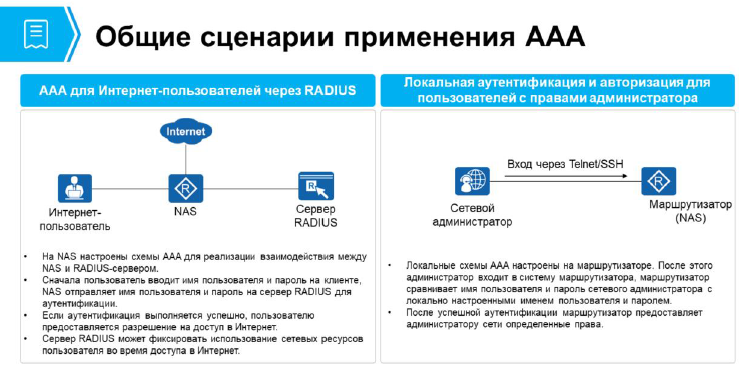 Общие сценарии применения AAA
AAA для Интернет-пользователей через RADIUS
Internet
Интернет-
пользователь
NAS
Сервер
RADIUS
• На NAS настроены схемы AAA для реализации взаимодействия между
NAS и RADIUS-сервером.
• Сначала пользователь вводит имя пользователя и пароль на клиенте,
NAS отправляет имя пользователя и пароль на сервер RADIUS для
аутентификации.
• Если аутентификация выполняется успешно, пользователю
предоставляется разрешение на доступ в Интернет.
• Сервер RADIUS может фиксировать использование сетевых ресурсов
пользователя во время доступа в Интернет.
Локальная аутентификация и авторизация для
пользователей с правами администратора
Вход через Telnet/SSH
Сетевой
администратор
Маршрутизатор
(NAS)
• Локальные схемы AAA настроены на маршрутизаторе. После этого
администратор входит в систему маршрутизатора, маршрутизатор
сравнивает имя пользователя и пароль сетевого администратора с
локально настроенными именем пользователя и паролем.
• После успешной аутентификации маршрутизатор предоставляет
администратору сети определенные права.